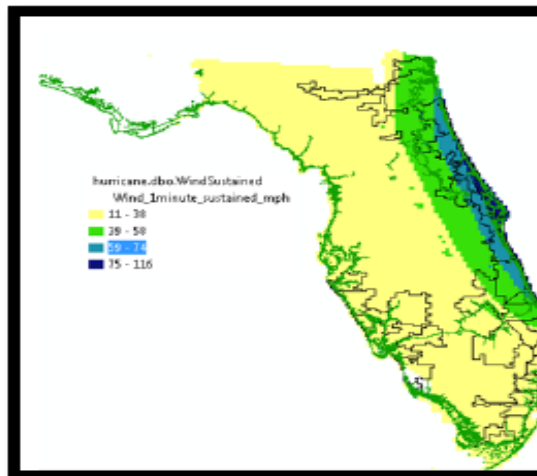 hurricane.dbo.WindSustained
Wind_1minute_sustained_mph
11 - 38
39 - 58
59 - 74
75 - 116